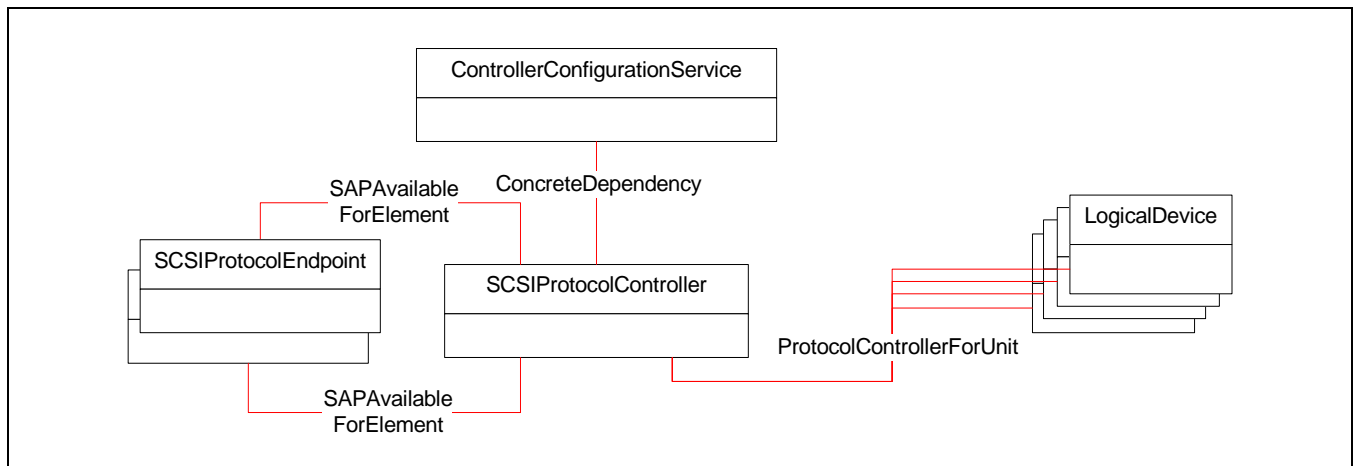 ControllerConfigurationService
ConcreteDependency
SAPAvailable
ForElement
LogicalDevice
SCSIProtocolEndpoint
SCSIProtocolController
ProtocolControllerForUnit
SAPAvailable
ForElement